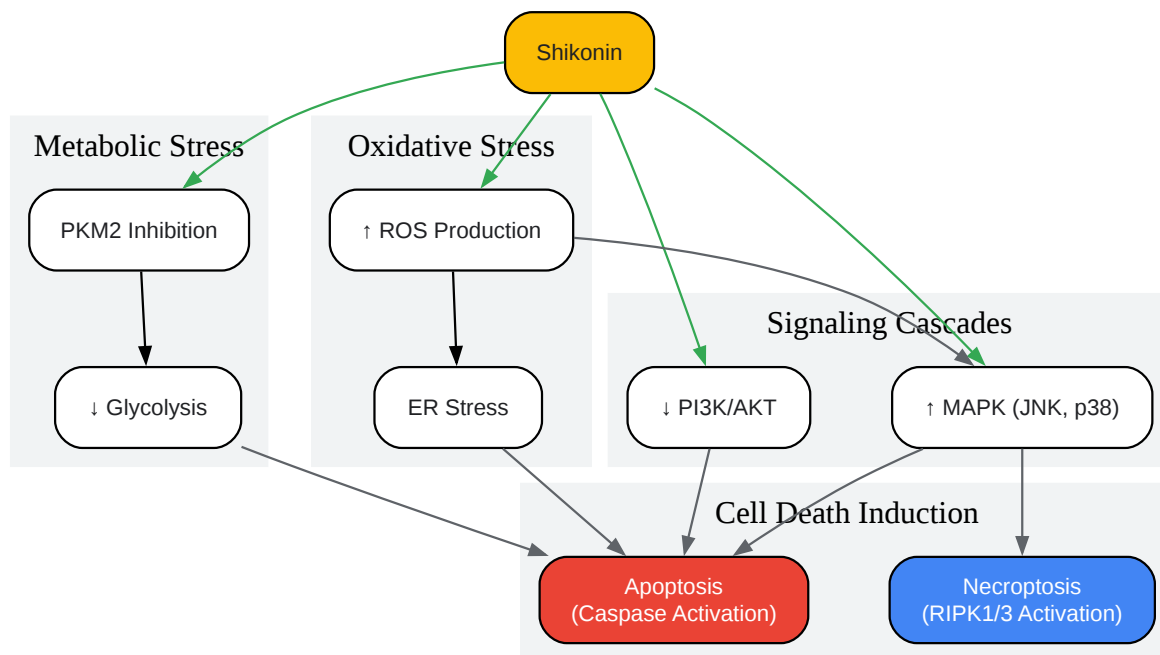 Shikonin
Metabolic Stress
Oxidative Stress
PKM2 Inhibition
↑ ROS Production
Signaling Cascades
↓ Glycolysis
ER Stress
↓ PI3K/AKT
↑ MAPK (JNK, p38)
Cell Death Induction
Apoptosis
(Caspase Activation)
Necroptosis
(RIPK1/3 Activation)